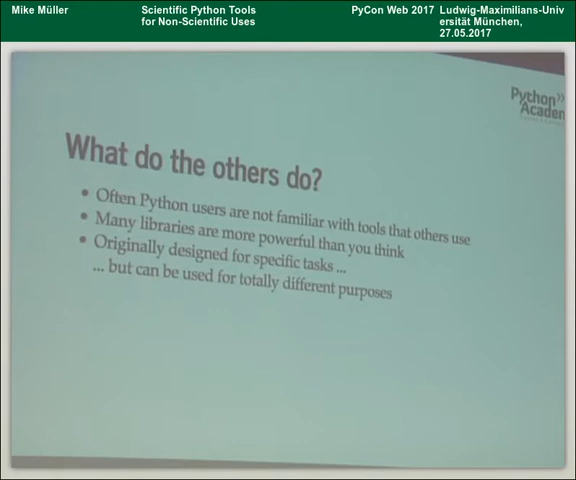 Mike Müller
Scientific Python Tools
for Non-Scientific Uses
PyCon Web 2017
Ludwig-Maximilians-Univ
ersität München,
27.05.2017
Python»
Academ
What do the others do?
• Often Python users are not familiar with tools that others use
• Many libraries are more powerful than you think
• Originally designed for specific tasks ...
... but can be used for totally different purposes